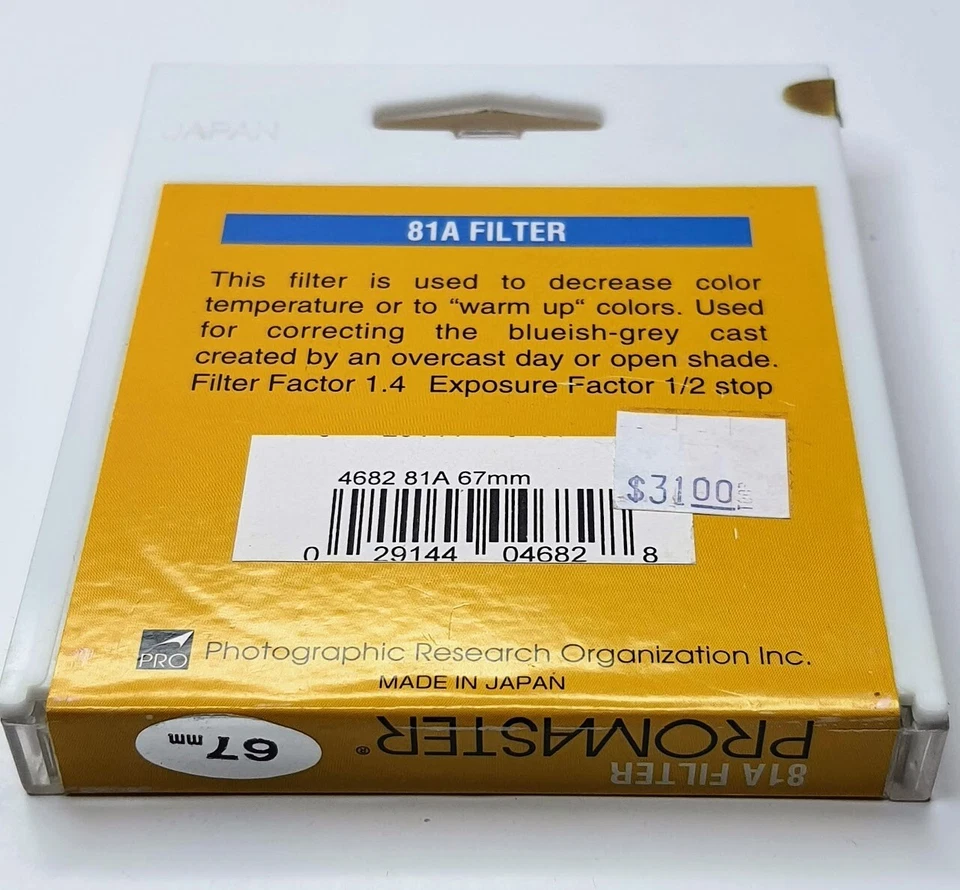 JAPAN
81A FILTER
This filter is used to decrease color
temperature or to “warm up“ colors. Used
for correcting the blueish-grey cast
created by an overcast day or open shade.
Filter Factor 1.4 Exposure Factor 1/2 stop
$31.00
4682 81A 67mm
0 29144 04682 8
PRO Photographic Research Organization Inc.
MADE IN JAPAN
PROMASTER®
81A FILTER
67mm